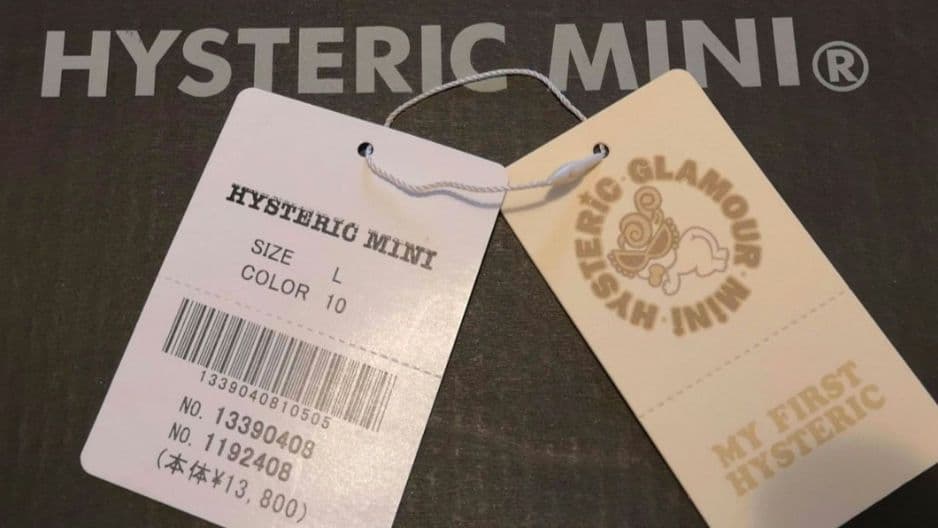 HYSTERIC MINI®
HYSTERIC MINI
SIZE L
COLOR 10
1339040810505
NO. 13390408
NO. 1192408
(本体¥13,800)
HYSTERiC·GLAMOUR·MiNi·
MY FIRST
HYSTERIC